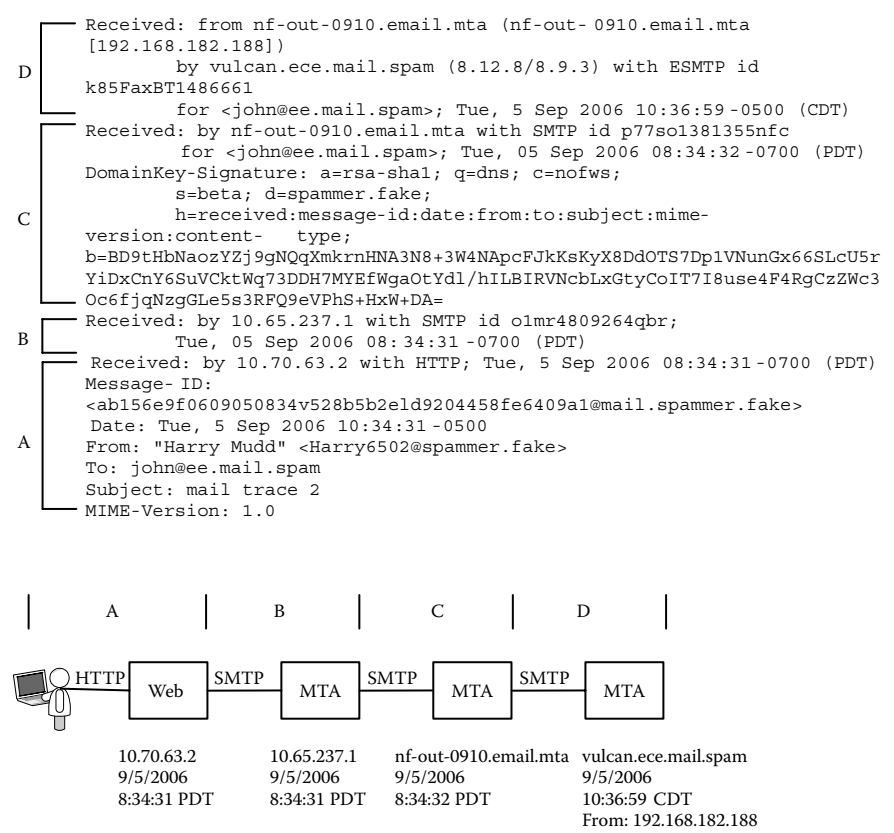 Received: from nf-out-0910.email.mta (nf-out- 0910.email.mta
[192.168.182.188])
by vulcan.ece.mail.spam (8.12.8/8.9.3) with ESMTP id
D
k85FaxBT1486661
for <john@ee.mail.spam>; Tue, 5 Sep 2006 10:36:59 -0500 (CDT)
Received: by nf-out-0910.email.mta with SMTP id p77so1381355nfc
for <john@ee.mail.spam>; Tue, 05 Sep 2006 08:34:32 -0700 (PDT)
DomainKey-Signature: a=rsa-sha1; q=dns; c=nofws;
s=beta; d=spammer.fake;
C
h=received:message-id:date:from:to:subject:mime-
version:content- type;
b=BD9tHbNaozYZj9gNQqXmkrnHNA3N8+3W4NApcFJkKsKyX8DdOTS7Dp1VNunGx66SLcU5r
YiDxCnY6SuVCktWq73DDH7MYEfWgaOtYdl/hILBIRVNcbLxGtyCoIT7I8use4F4RgCzZWc3
Oc6fjqNzgGLe5s3RFQ9eVPhS+HxW+DA=
Received: by 10.65.237.1 with SMTP id o1mr4809264qbr;
B
Tue, 05 Sep 2006 08:34:31 -0700 (PDT)
Received: by 10.70.63.2 with HTTP; Tue, 5 Sep 2006 08:34:31 -0700 (PDT)
Message- ID:
<ab156e9f0609050834v528b5b2eld9204458fe6409a1@mail.spammer.fake>
Date: Tue, 5 Sep 2006 10:34:31 -0500
A
From: "Harry Mudd" <Harry6502@spammer.fake>
To: john@ee.mail.spam
Subject: mail trace 2
MIME-Version: 1.0
A B C D
HTTP Web SMTP MTA SMTP MTA SMTP MTA
10.70.63.2 10.65.237.1 nf-out-0910.email.mta vulcan.ece.mail.spam
9/5/2006 9/5/2006 9/5/2006 9/5/2006
8:34:31 PDT 8:34:31 PDT 8:34:32 PDT 10:36:59 CDT
From: 192.168.182.188